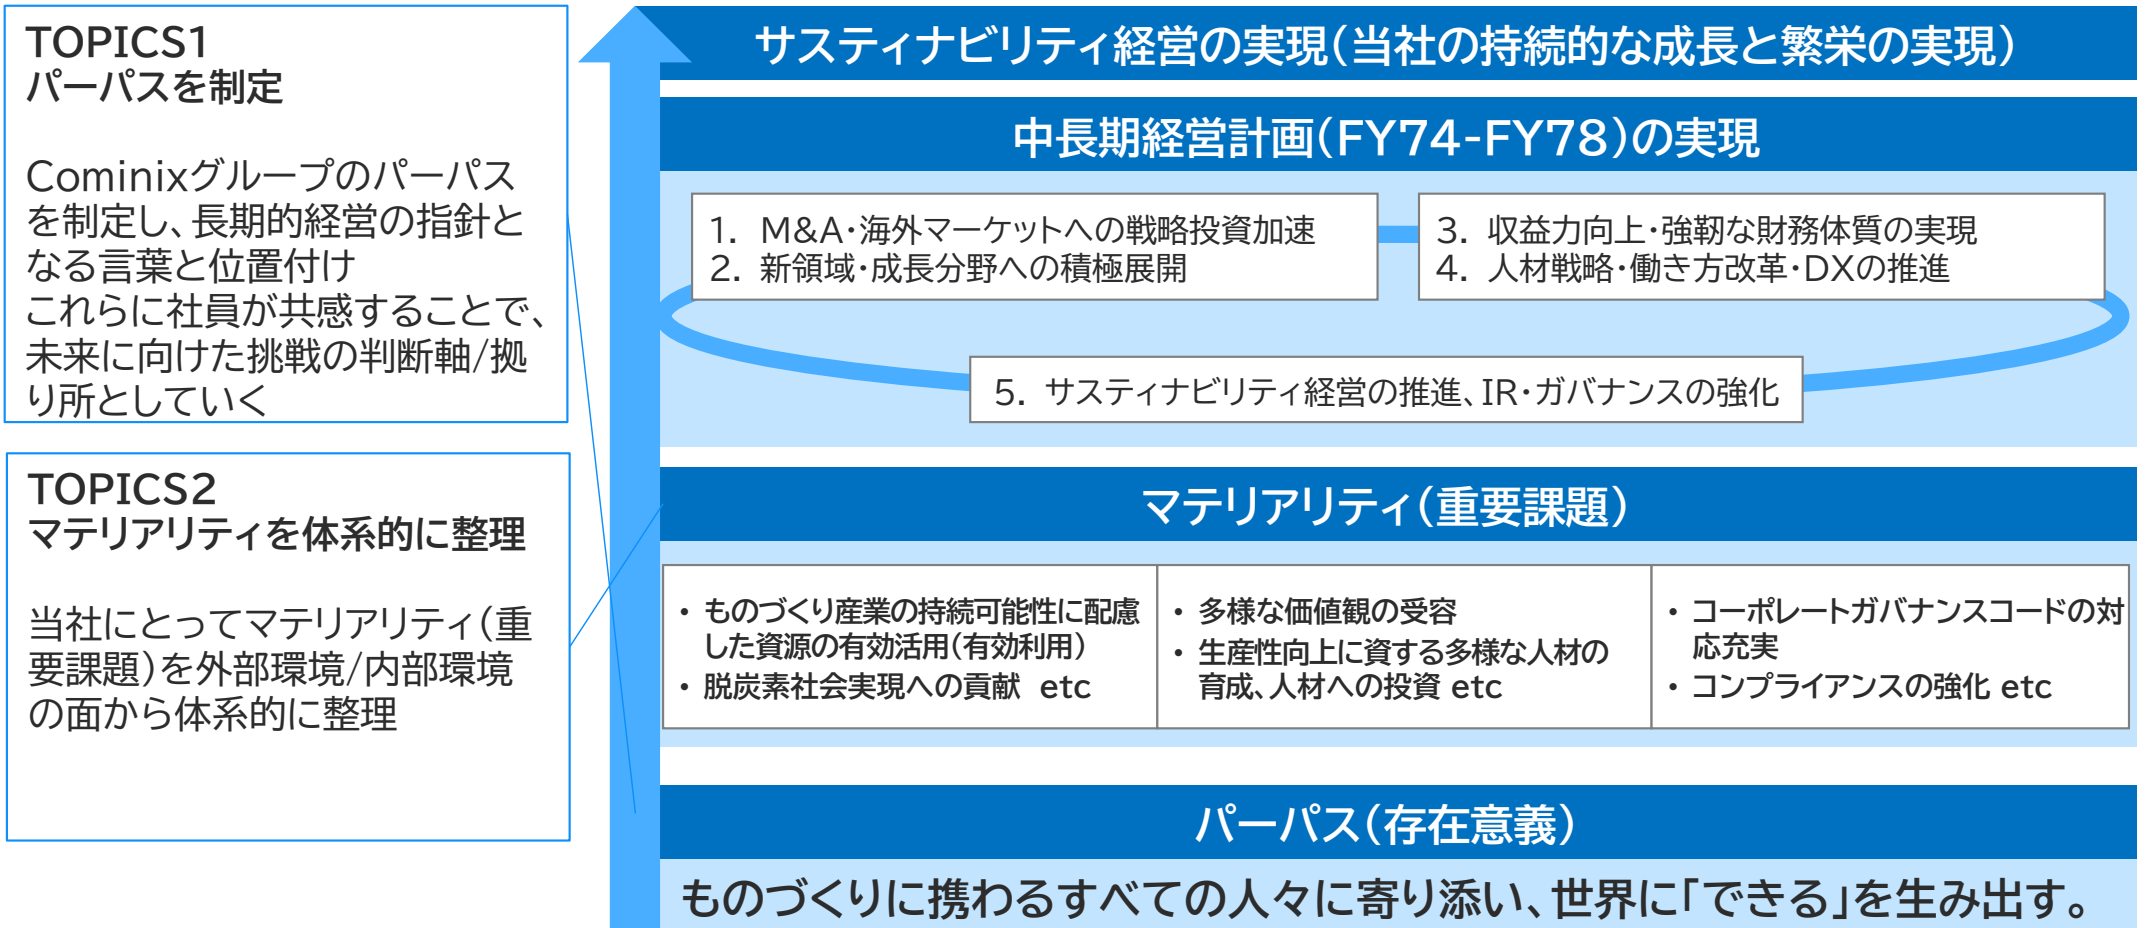 TOPICS1
パーパスを制定
Cominixグループのパーパス
を制定し、長期的経営の指針と
なる言葉と位置付け
これらに社員が共感することで、
未来に向けた挑戦の判断軸/拠
り所としていく
TOPICS2
マテリアリティを体系的に整理
当社にとってマテリアリティ(重
要課題)を外部環境/内部環境
の面から体系的に整理
サスティナビリティ経営の実現(当社の持続的な成長と繁栄の実現)
中長期経営計画(FY74-FY78)の実現
1. M&A・海外マーケットへの戦略投資加速
2. 新領域・成長分野への積極展開
3. 収益力向上・強靭な財務体質の実現
4. 人材戦略・働き方改革・DXの推進
5. サスティナビリティ経営の推進、IR・ガバナンスの強化
マテリアリティ(重要課題)
• ものづくり産業の持続可能性に配慮
した資源の有効活用(有効利用)
• 脱炭素社会実現への貢献 etc
• 多様な価値観の受容
• 生産性向上に資する多様な人材の
育成、人材への投資 etc
• コーポレートガバナンスコードの対
応充実
• コンプライアンスの強化 etc
パーパス(存在意義)
ものづくりに携わるすべての人々に寄り添い、世界に「できる」を生み出す。